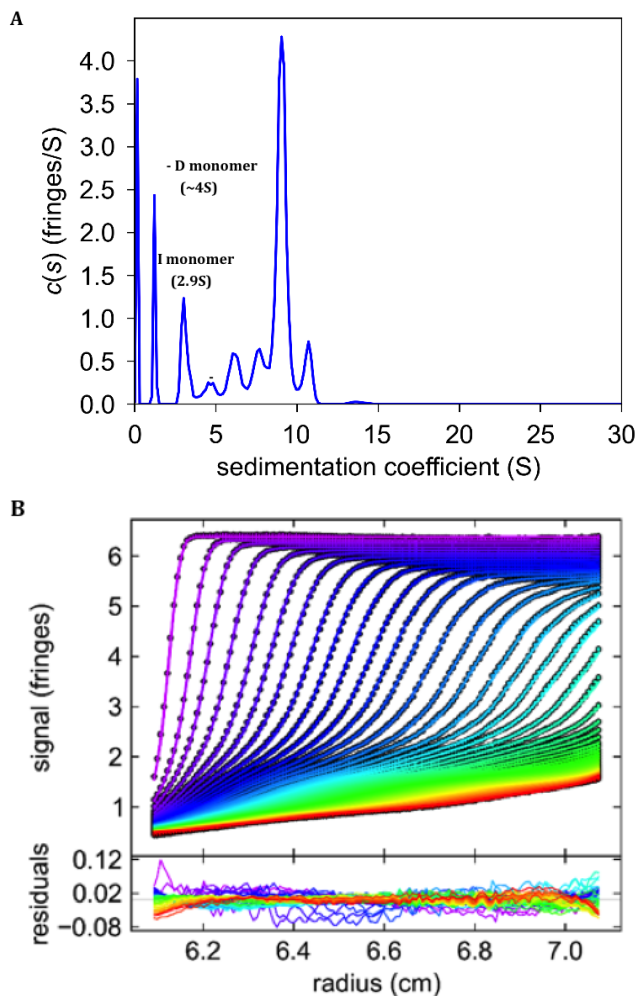 A
4.0
3.5
3.0
2.5
2.0
1.5
1.0
0.5
0.0
c(s) (fringes/S)
- D monomer
(~4S)
I monomer
(2.9S)
0 5 10 15 20 25 30
sedimentation coefficient (S)
B
6
5
4
3
2
1
signal (fringes)
0.12
0.02
−0.08
residuals
6.2 6.4 6.6 6.8 7.0
radius (cm)